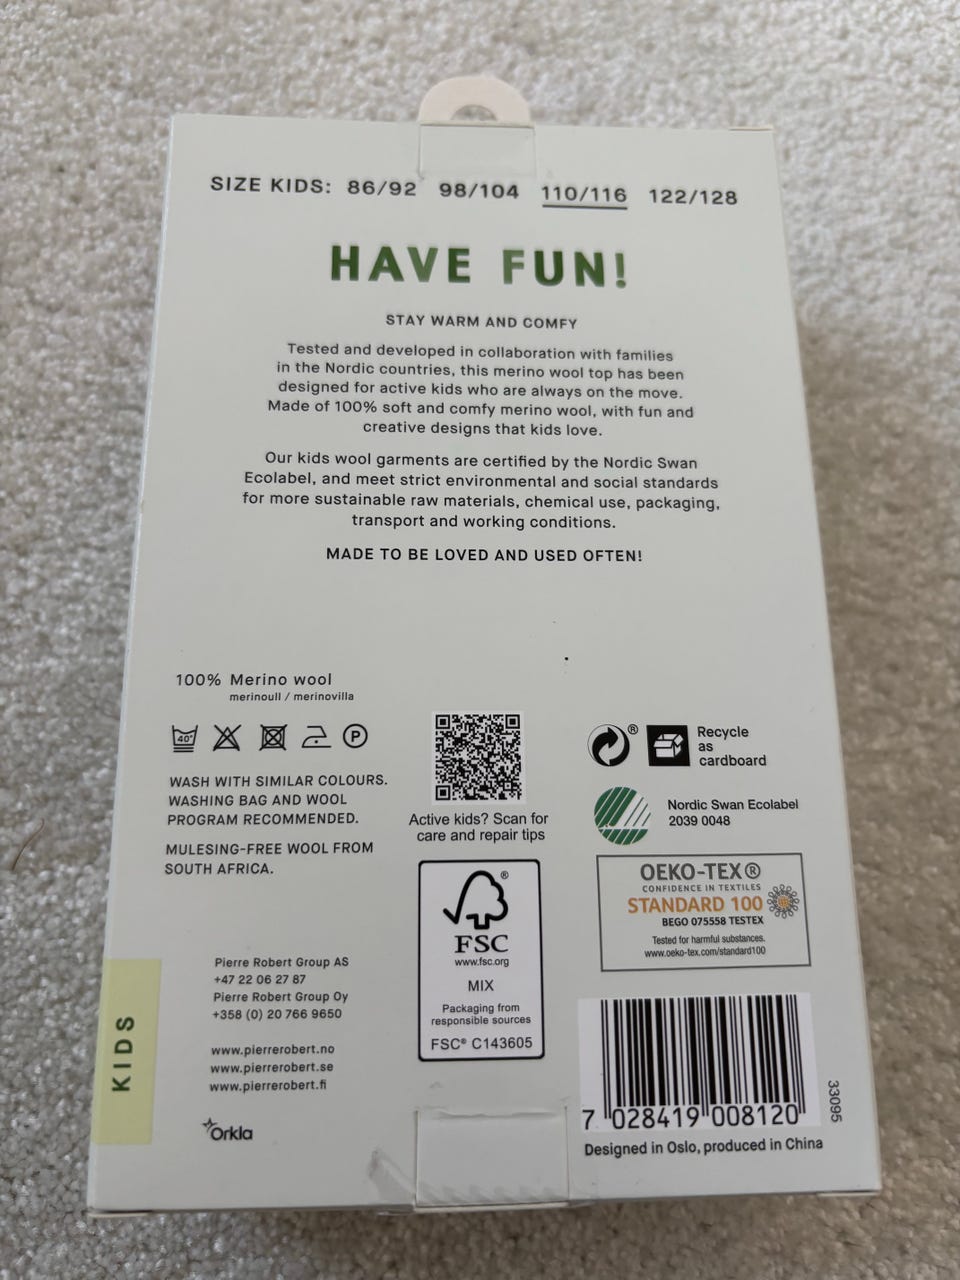 SIZE KIDS: 86/92 98/104 110/116 122/128
HAVE FUN!
STAY WARM AND COMFY
Tested and developed in collaboration with families
in the Nordic countries, this merino wool top has been
designed for active kids who are always on the move.
Made of 100% soft and comfy merino wool, with fun and
creative designs that kids love.
Our kids wool garments are certified by the Nordic Swan
Ecolabel, and meet strict environmental and social standards
for more sustainable raw materials, chemical use, packaging,
transport and working conditions.
MADE TO BE LOVED AND USED OFTEN!
100% Merino wool
merinoull / merinovilla
40°
P
WASH WITH SIMILAR COLOURS.
WASHING BAG AND WOOL
PROGRAM RECOMMENDED.
MULESING-FREE WOOL FROM
SOUTH AFRICA.
Active kids? Scan for
care and repair tips
®
Recycle
as
cardboard
Nordic Swan Ecolabel
2039 0048
OEKO-TEX®
CONFIDENCE IN TEXTILES
STANDARD 100
BEGO 075558 TESTEX
Tested for harmful substances.
www.oeko-tex.com/standard100
®
FSC
www.fsc.org
MIX
Packaging from
responsible sources
FSC® C143605
Pierre Robert Group AS
+47 22 06 27 87
Pierre Robert Group Oy
+358 (0) 20 766 9650
www.pierrerobert.no
www.pierrerobert.se
www.pierrerobert.fi
KIDS
Orkla
7 028419 008120
33095
Designed in Oslo, produced in China